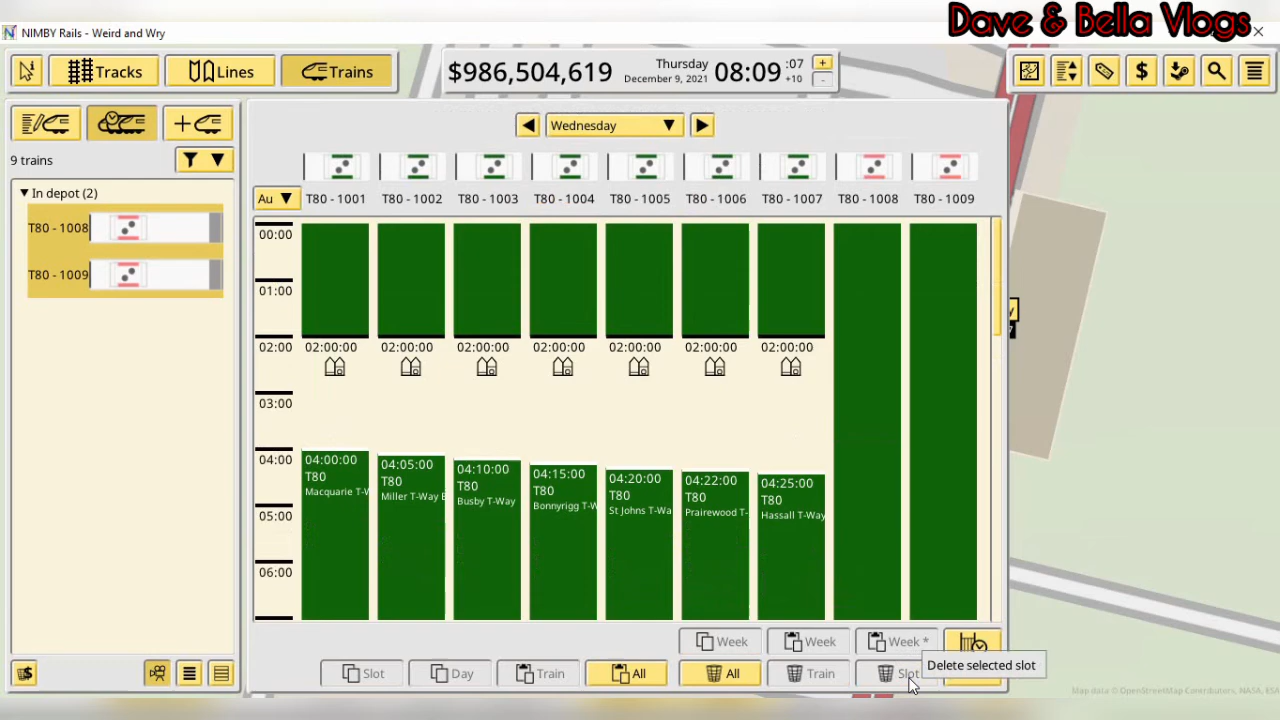 Dave & Bella Vlogs
NIMBY Rails - Weird and Wry
Tracks
Lines
Trains
$986,504,619
Thursday
December 9, 2021
08:09
:07
+10
+
-
$
9 trains
Wednesday
In depot (2)
T80 - 1008
T80 - 1009
Au
T80 - 1001
T80 - 1002
T80 - 1003
T80 - 1004
T80 - 1005
T80 - 1006
T80 - 1007
T80 - 1008
T80 - 1009
00:00
01:00
02:00
03:00
04:00
05:00
06:00
02:00:00
02:00:00
02:00:00
02:00:00
02:00:00
02:00:00
02:00:00
04:00:00
T80
Macquarie T-W
04:05:00
T80
Miller T-Way B
04:10:00
T80
Busby T-Way
04:15:00
T80
Bonnyrigg T-W
04:20:00
T80
St Johns T-Wa
04:22:00
T80
Prairewood T-
04:25:00
T80
Hassall T-Way
Week
Week
Week *
Slot
Day
Train
All
All
Train
Slot
Delete selected slot
Map data © OpenStreetMap Contributors, NASA, ESA